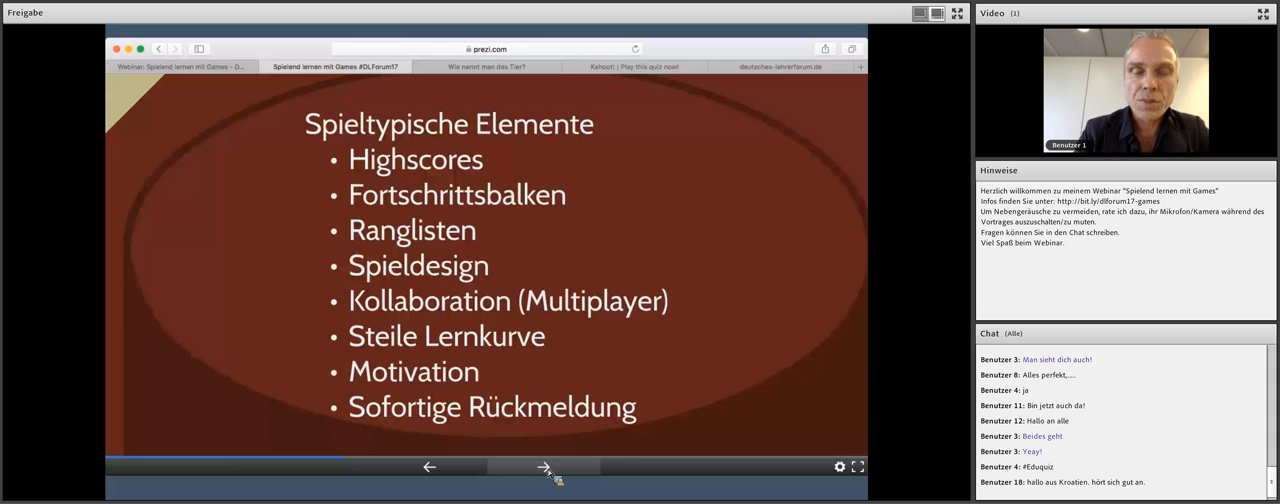 Freigabe
prezi.com
Webinar: Spielend lernen mit Games - D...
Spielend lernen mit Games #DLForum17
Wie nennt man das Tier?
Kahoot! | Play this quiz now!
deutsches-lehrerforum.de
Spieltypische Elemente
• Highscores
• Fortschrittsbalken
• Ranglisten
• Spieldesign
• Kollaboration (Multiplayer)
• Steile Lernkurve
• Motivation
• Sofortige Rückmeldung
Video (1)
Benutzer 1
Hinweise
Herzlich willkommen zu meinem Webinar "Spielend lernen mit Games"
Infos finden Sie unter: http://bit.ly/dlforum17-games
Um Nebengeräusche zu vermeiden, rate ich dazu, ihr Mikrofon/Kamera während des
Vortrages auszuschalten/zu muten.
Fragen können Sie in den Chat schreiben.
Viel Spaß beim Webinar.
Chat (Alle)
Benutzer 3: Man sieht dich auch!
Benutzer 8: Alles perfekt,....
Benutzer 4: ja
Benutzer 11: Bin jetzt auch da!
Benutzer 12: Hallo an alle
Benutzer 3: Beides geht
Benutzer 3: Yeay!
Benutzer 4: #Eduquiz
Benutzer 18: hallo aus Kroatien. hört sich gut an.